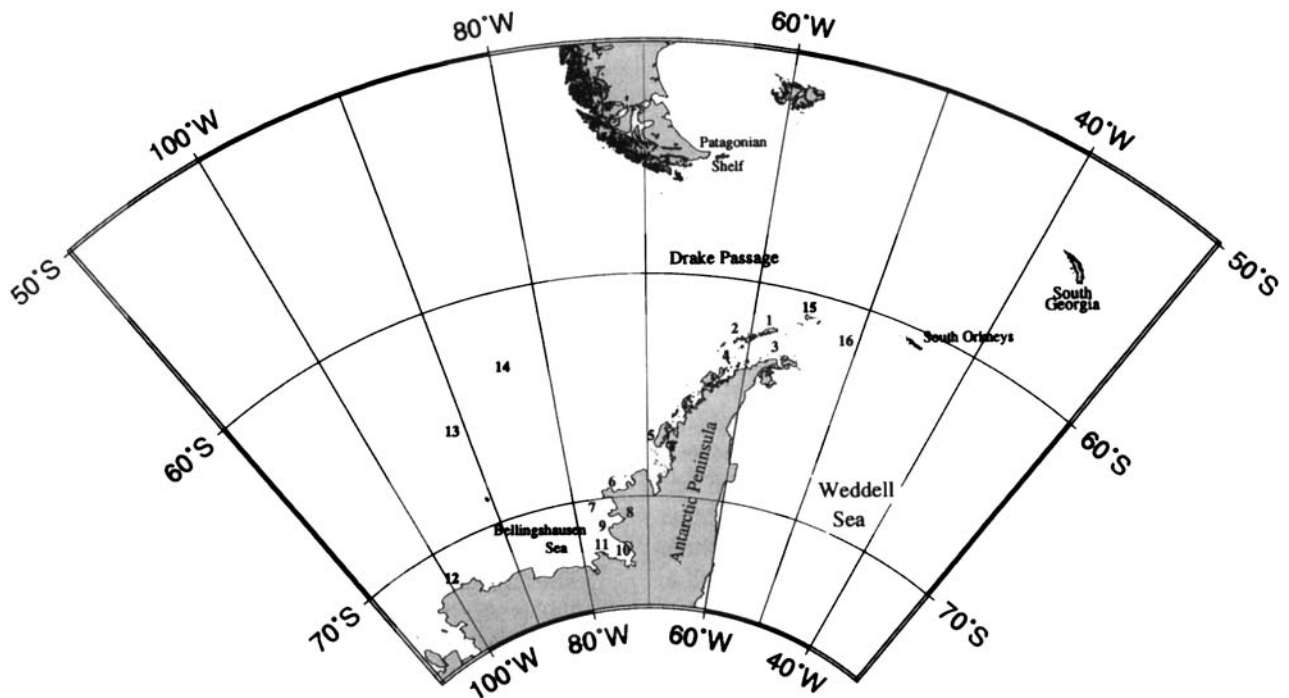 80°W
60°W
100°W
40°W
50°S
50°S
Patagonian
Shelf
Drake Passage
South
Georgia
15
1
2
16
South Orkneys
3
4
14
13
5
60°S
60°S
Antarctic Peninsula
6
Weddell
Sea
7
8
9
Bellingshausen
Sea
11
10
12
70°S
70°S
100°W
80°W
60°W
40°W